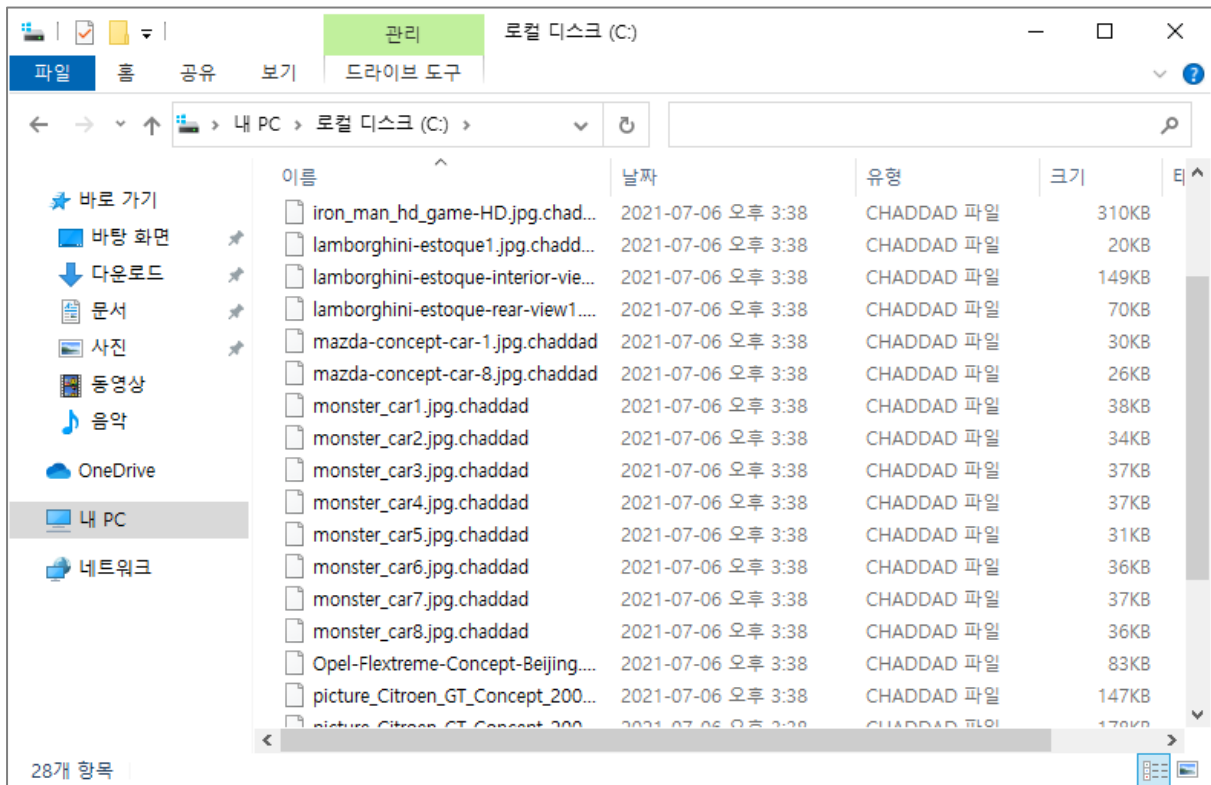 관리 로컬 디스크 (C:)
파일 홈 공유 보기 드라이브 도구
내 PC 로컬 디스크 (C:)
이름 날짜 유형 크기
바로 가기
바탕 화면
다운로드
문서
사진
동영상
음악
OneDrive
내 PC
네트워크
iron_man_hd_game-HD.jpg.chad... 2021-07-06 오후 3:38 CHADDAD 파일 310KB
lamborghini-estoque1.jpg.chadd... 2021-07-06 오후 3:38 CHADDAD 파일 20KB
lamborghini-estoque-interior-vie... 2021-07-06 오후 3:38 CHADDAD 파일 149KB
lamborghini-estoque-rear-view1.... 2021-07-06 오후 3:38 CHADDAD 파일 70KB
mazda-concept-car-1.jpg.chaddad 2021-07-06 오후 3:38 CHADDAD 파일 30KB
mazda-concept-car-8.jpg.chaddad 2021-07-06 오후 3:38 CHADDAD 파일 26KB
monster_car1.jpg.chaddad 2021-07-06 오후 3:38 CHADDAD 파일 38KB
monster_car2.jpg.chaddad 2021-07-06 오후 3:38 CHADDAD 파일 34KB
monster_car3.jpg.chaddad 2021-07-06 오후 3:38 CHADDAD 파일 37KB
monster_car4.jpg.chaddad 2021-07-06 오후 3:38 CHADDAD 파일 37KB
monster_car5.jpg.chaddad 2021-07-06 오후 3:38 CHADDAD 파일 31KB
monster_car6.jpg.chaddad 2021-07-06 오후 3:38 CHADDAD 파일 36KB
monster_car7.jpg.chaddad 2021-07-06 오후 3:38 CHADDAD 파일 37KB
monster_car8.jpg.chaddad 2021-07-06 오후 3:38 CHADDAD 파일 36KB
Opel-Flextreme-Concept-Beijing.... 2021-07-06 오후 3:38 CHADDAD 파일 83KB
picture_Citroen_GT_Concept_200... 2021-07-06 오후 3:38 CHADDAD 파일 147KB
28개 항목